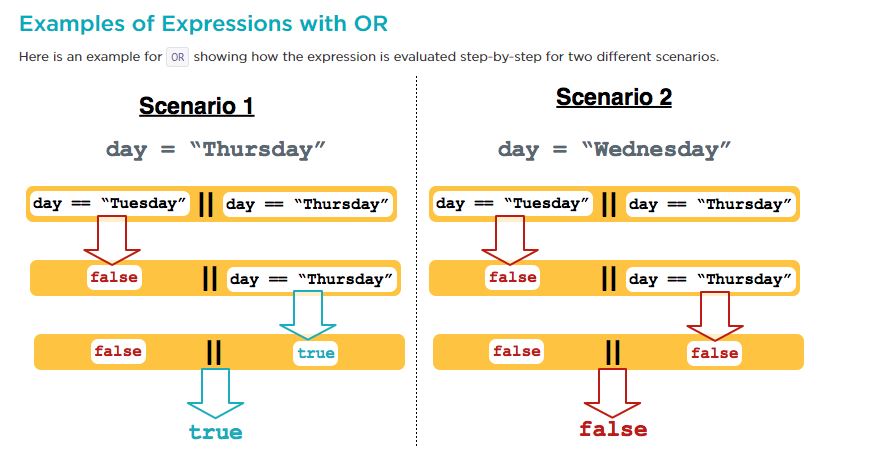 Examples of Expressions with OR
Here is an example for OR showing how the expression is evaluated step-by-step for two different scenarios.
Scenario 1
day = “Thursday”
day == “Tuesday” || day == “Thursday”
false || day == “Thursday”
false || true
true
Scenario 2
day = “Wednesday”
day == “Tuesday” || day == “Thursday”
false || day == “Thursday”
false || false
false